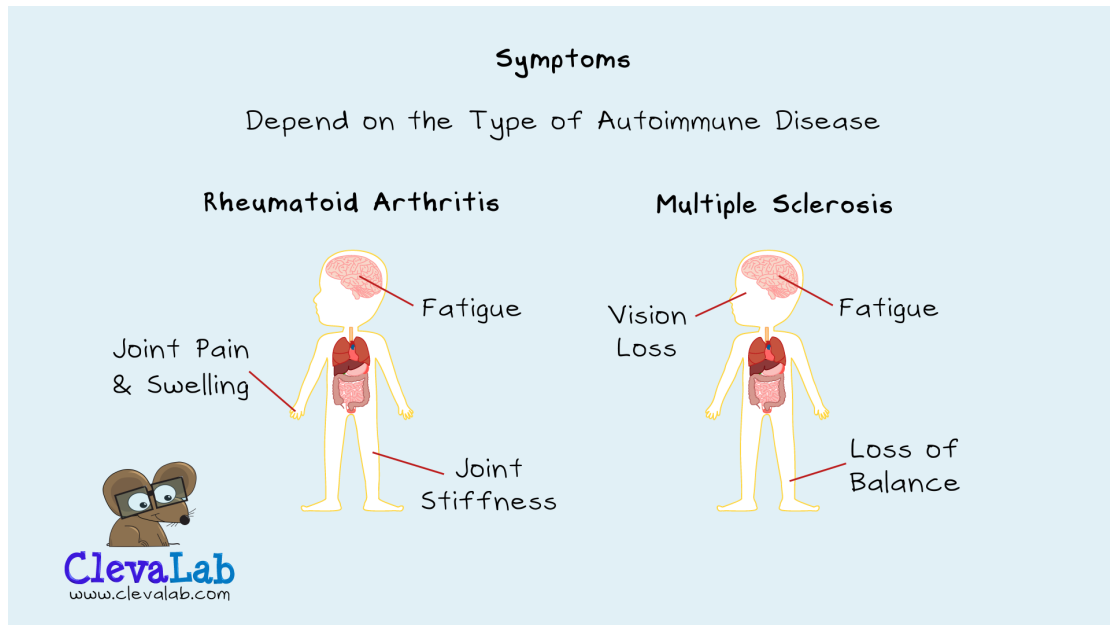 Symptoms
Depend on the Type of Autoimmune Disease
Rheumatoid Arthritis
Fatigue
Joint Pain
& Swelling
Joint
Stiffness
Multiple Sclerosis
Vision
Loss
Fatigue
Loss of
Balance
ClevaLab
www.clevalab.com